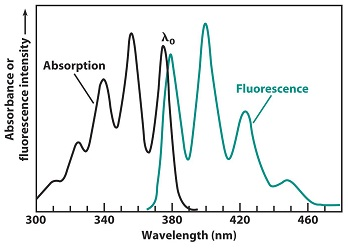 Absorbance or
fluorescence intensity
Absorption
λ₀
Fluorescence
300 340 380 420 460
Wavelength (nm)